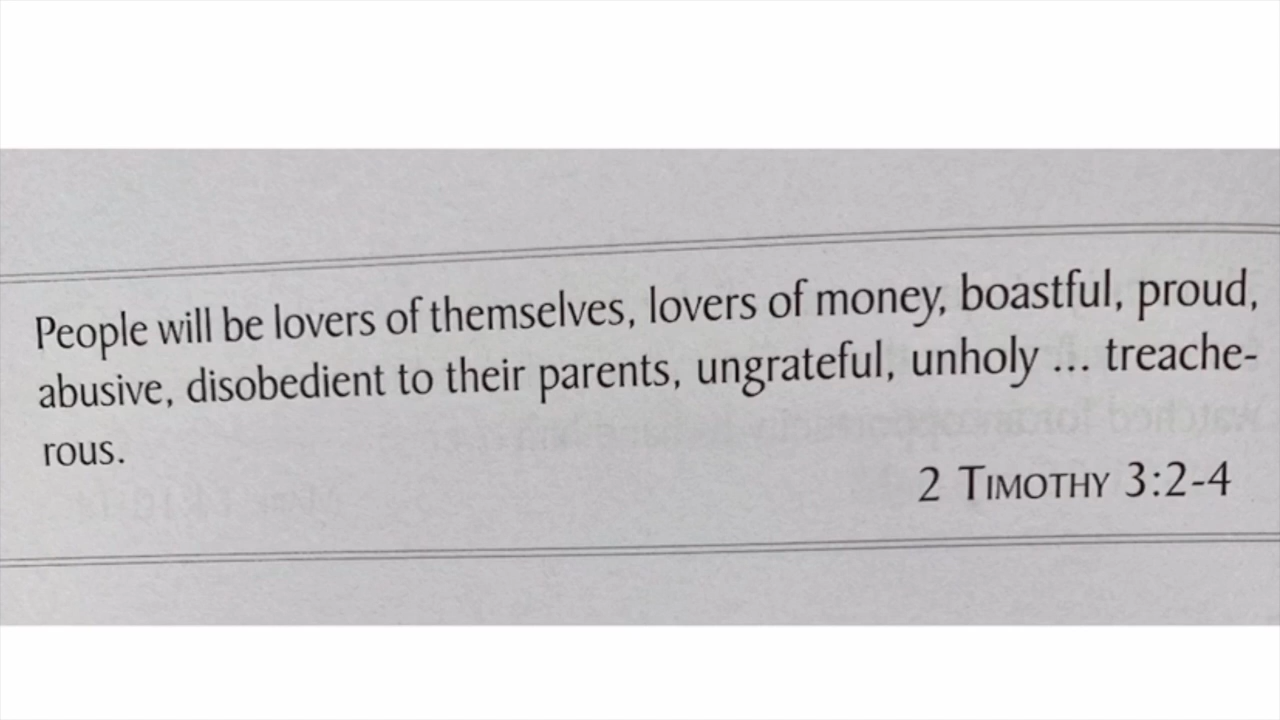 People will be lovers of themselves, lovers of money, boastful, proud,
abusive, disobedient to their parents, ungrateful, unholy ... treache-
rous.
2 TIMOTHY 3:2-4